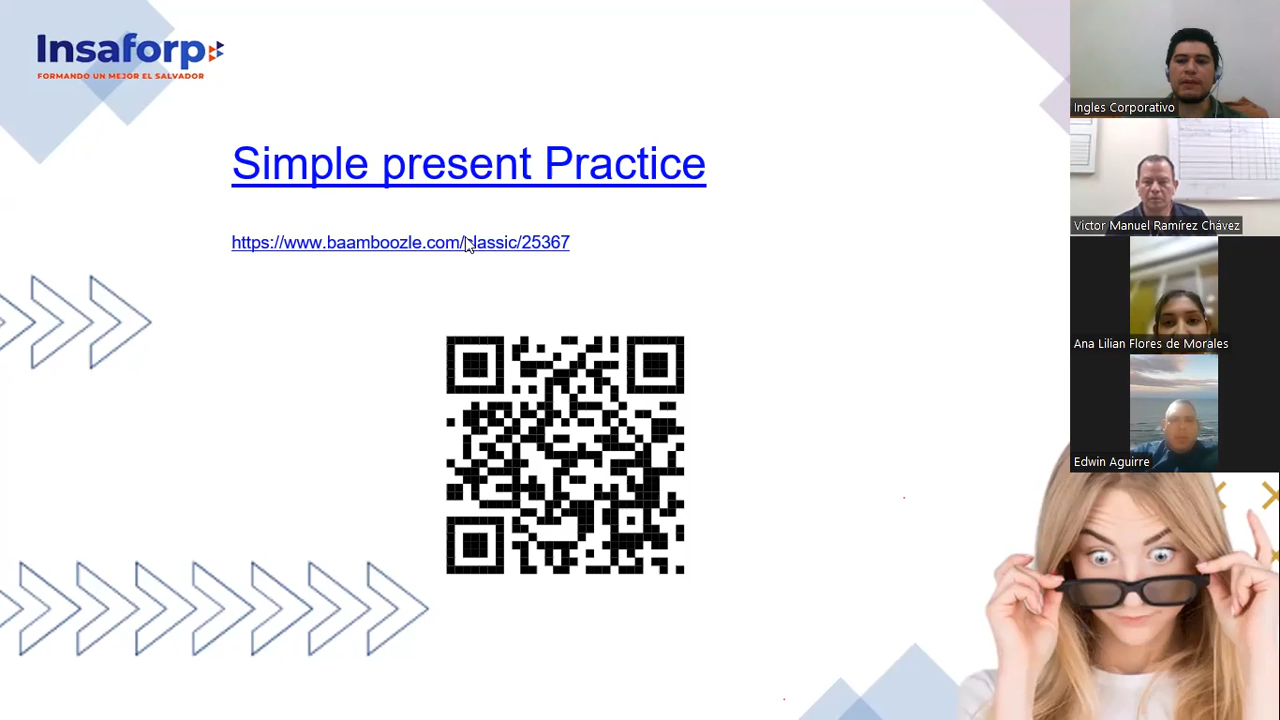 Insaforp
FORMANDO UN MEJOR EL SALVADOR
Simple present Practice
https://www.baamboozle.com/classic/25367
Ingles Corporativo
Victor Manuel Ramírez Chávez
Ana Lilian Flores de Morales
Edwin Aguirre